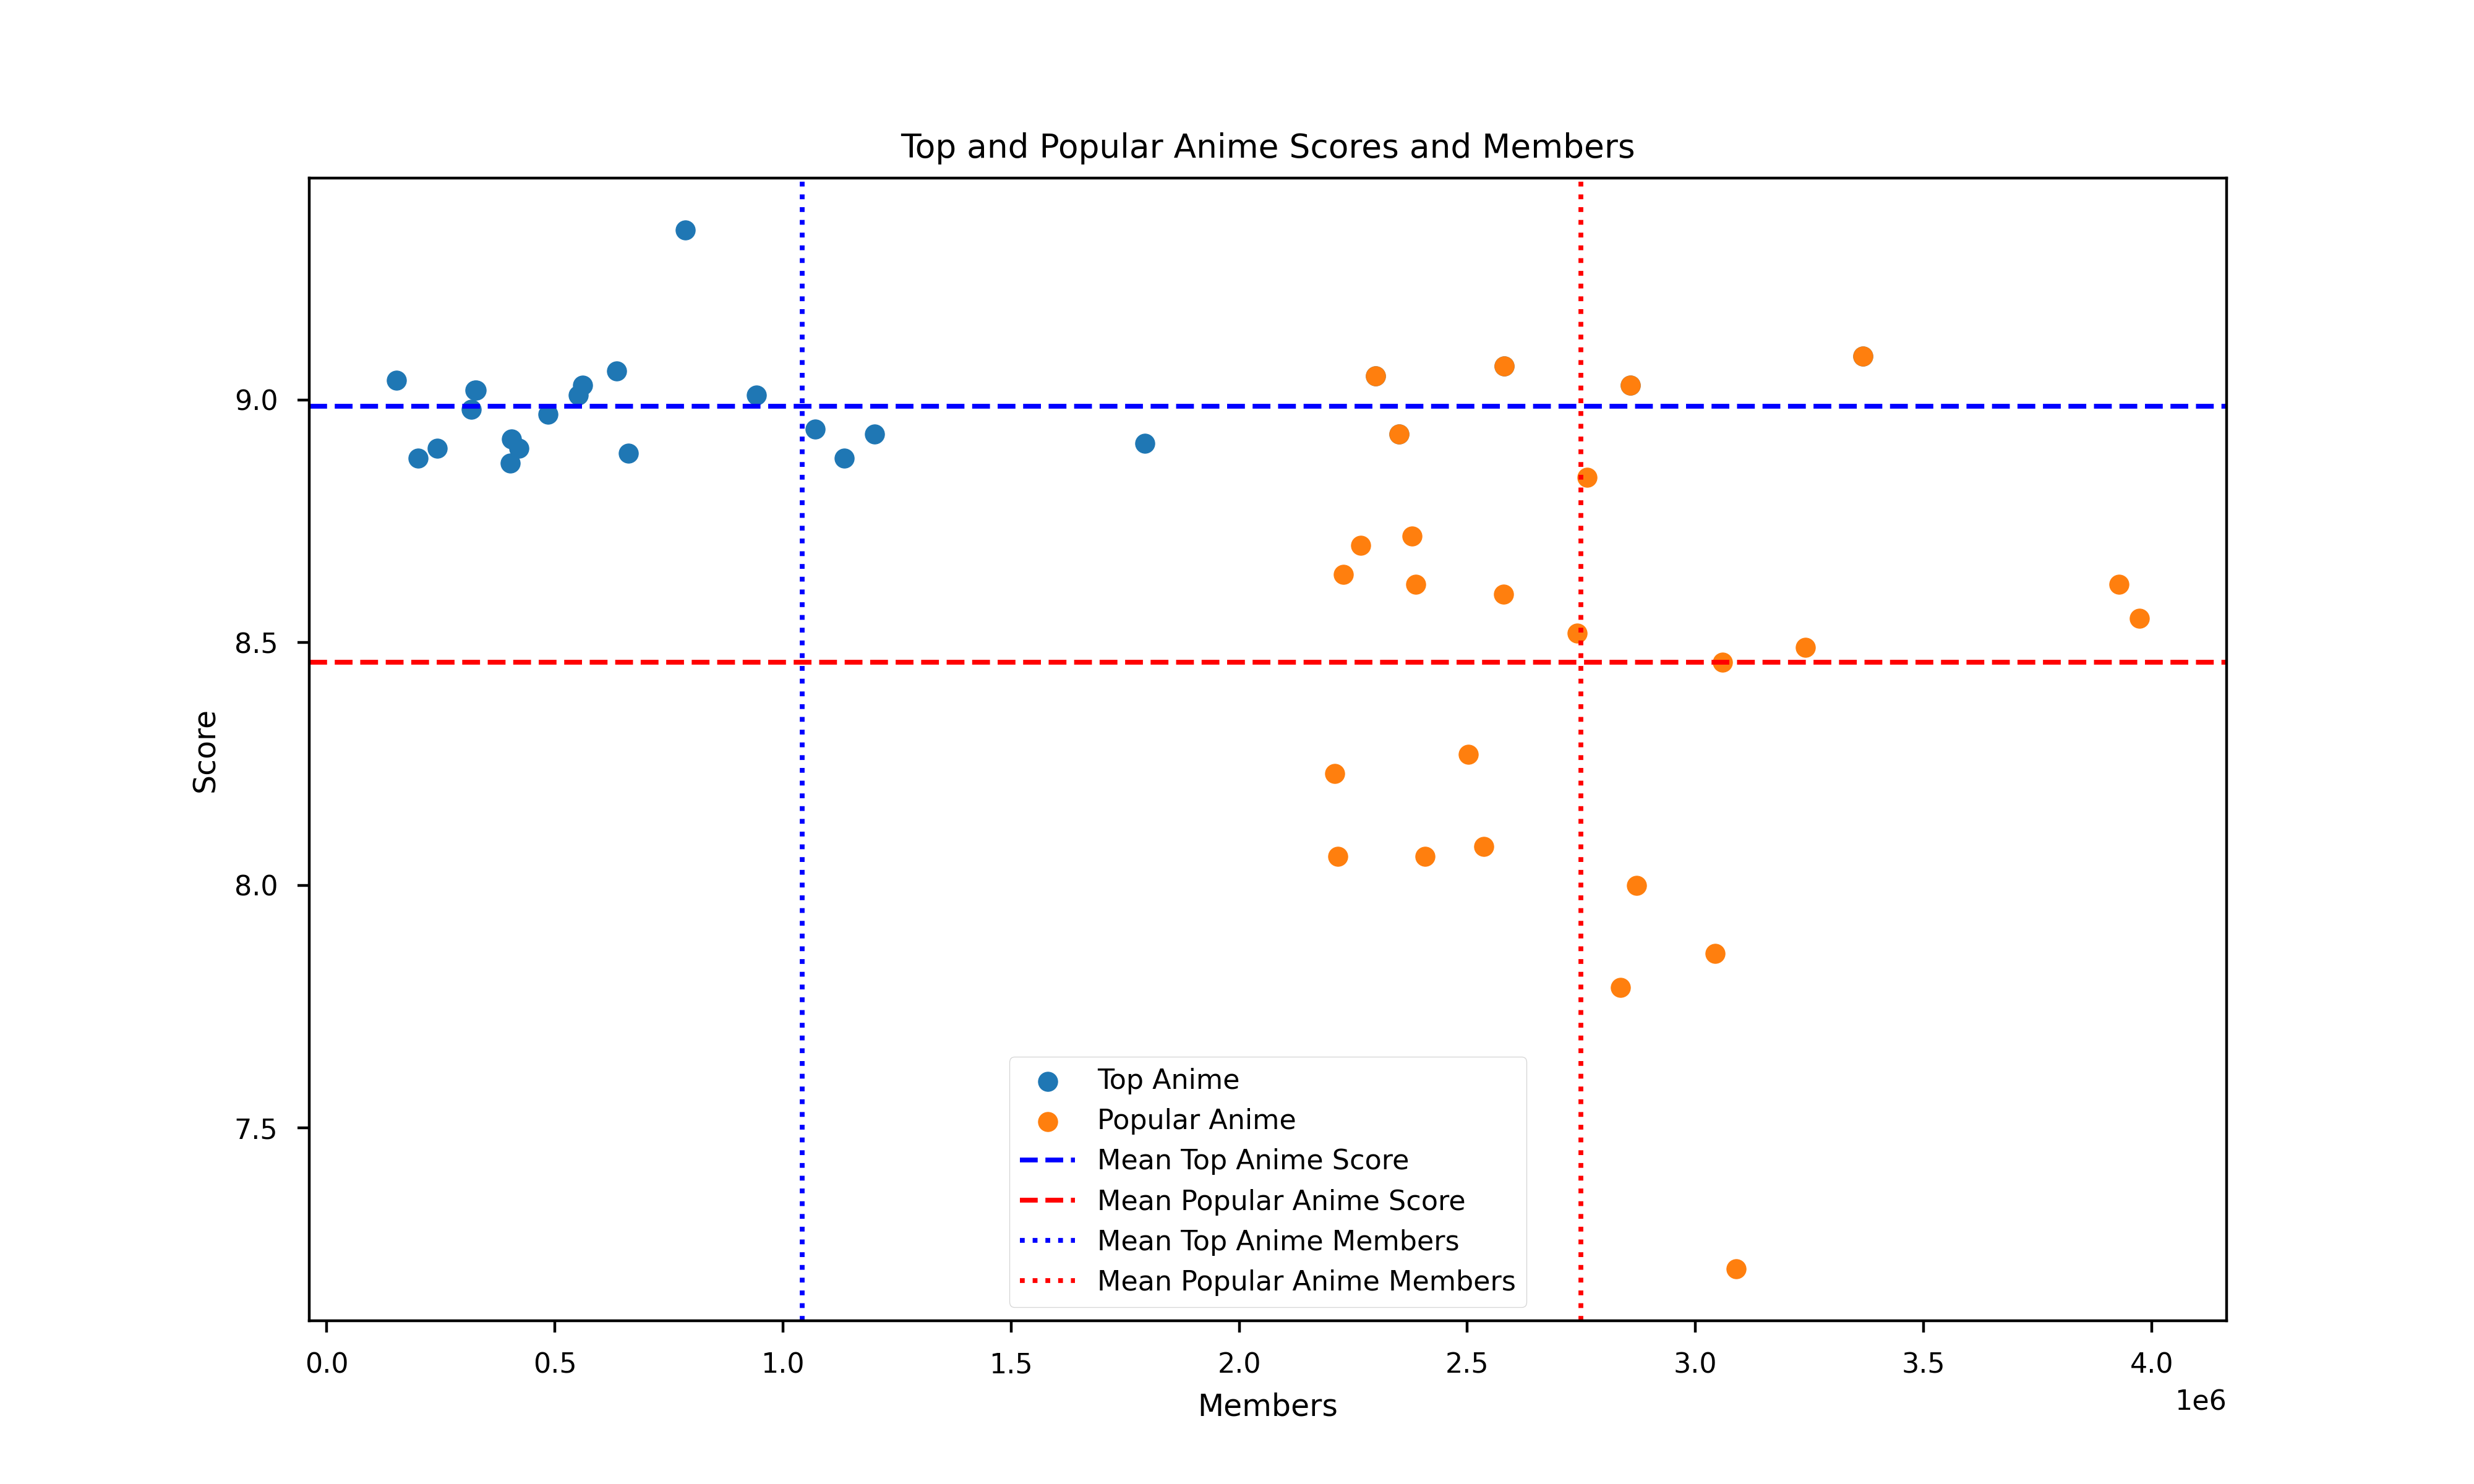 Top and Popular Anime Scores and Members
9.0
8.5
8.0
7.5
Score
Top Anime
Popular Anime
Mean Top Anime Score
Mean Popular Anime Score
Mean Top Anime Members
Mean Popular Anime Members
0.0 0.5 1.0 1.5 2.0 2.5 3.0 3.5 4.0
1e6
Members